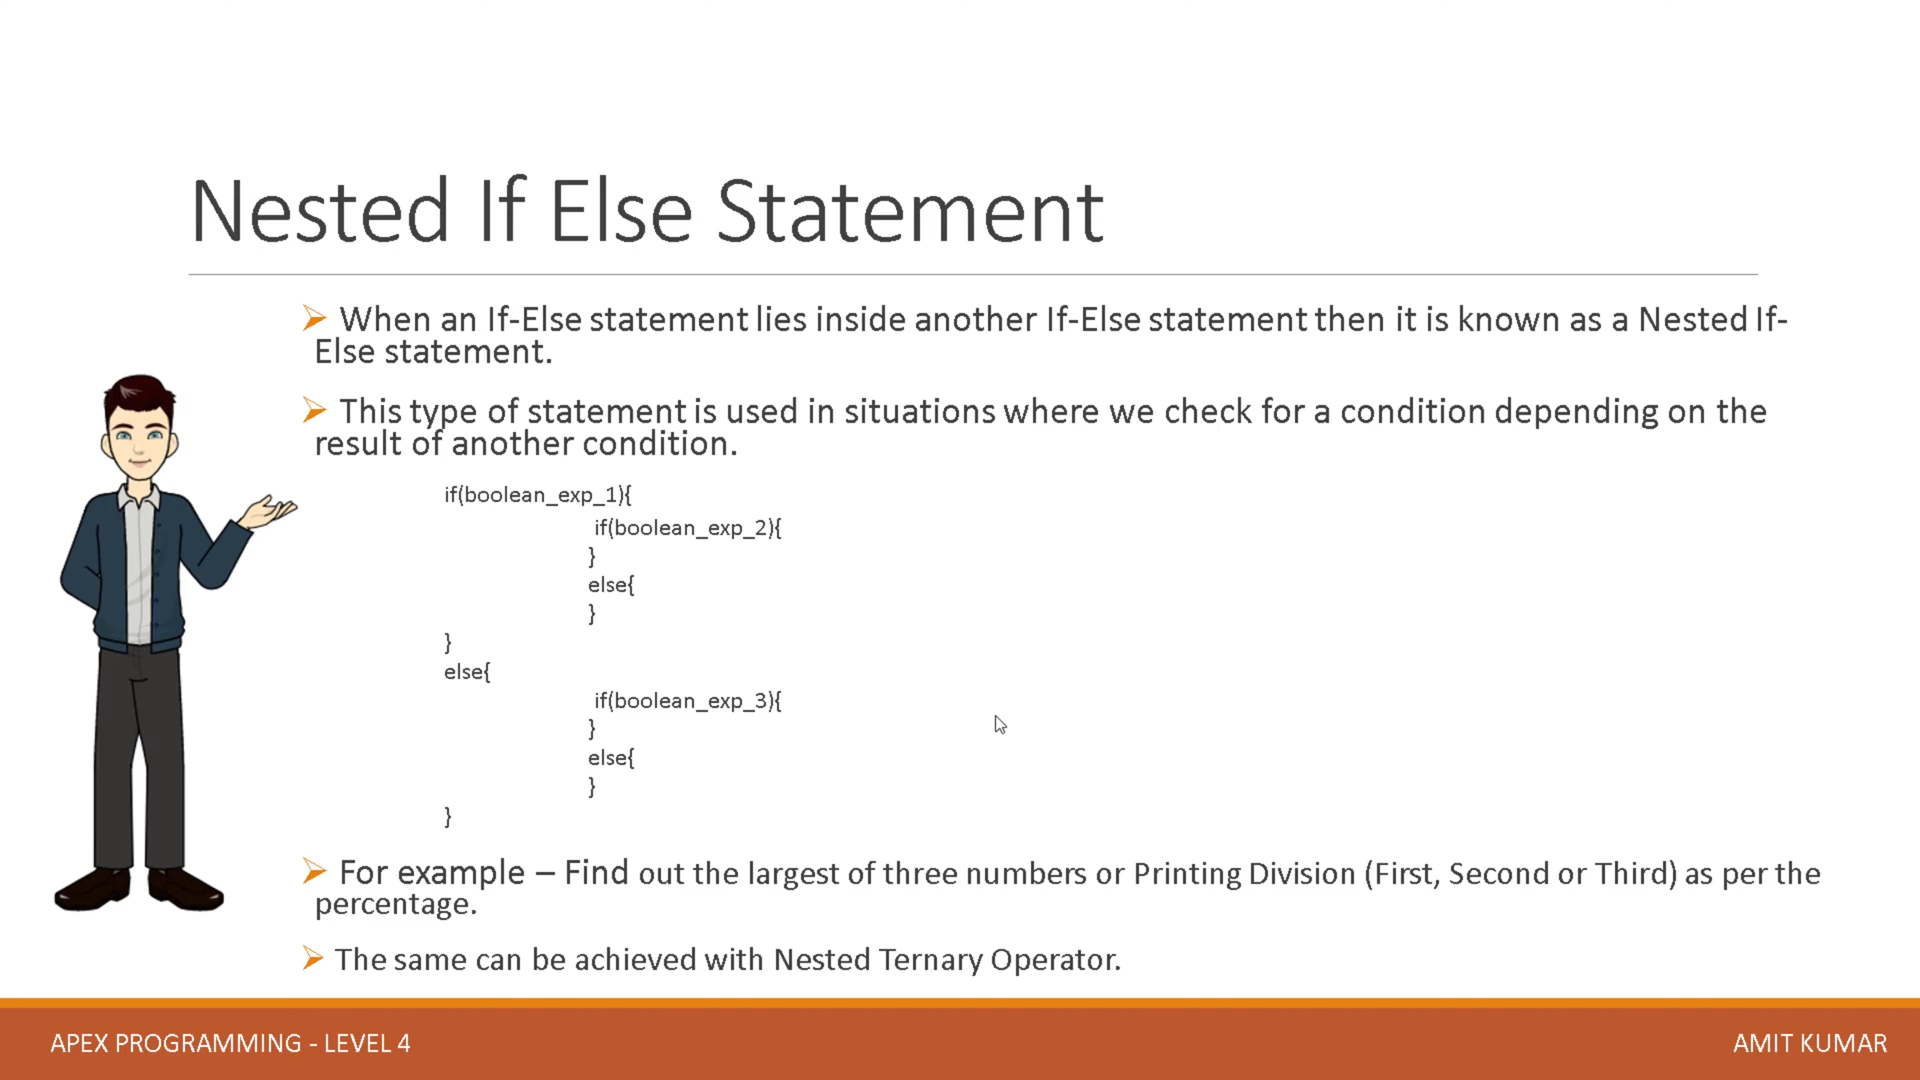 Nested If Else Statement
When an If-Else statement lies inside another If-Else statement then it is known as a Nested If-
Else statement.
This type of statement is used in situations where we check for a condition depending on the
result of another condition.
if(boolean_exp_1){
if(boolean_exp_2){
}
else{
}
}
else{
if(boolean_exp_3){
}
else{
}
}
For example – Find out the largest of three numbers or Printing Division (First, Second or Third) as per the
percentage.
The same can be achieved with Nested Ternary Operator.
APEX PROGRAMMING - LEVEL 4
AMIT KUMAR